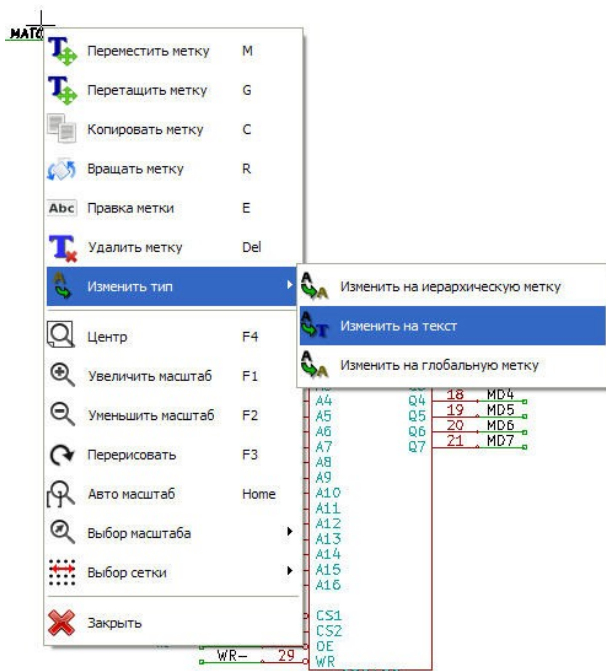 Переместить метку M
Перетащить метку G
Копировать метку C
Вращать метку R
Abc Правка метки E
Удалить метку Del
Изменить тип
Изменить на иерархическую метку
Изменить на текст
Изменить на глобальную метку
Центр F4
Увеличить масштаб F1
Уменьшить масштаб F2
Перерисовать F3
Авто масштаб Home
Выбор масштаба
Выбор сетки
Закрыть
A4 Q4 18 MD4
A5 Q5 19 MD5
A6 Q6 20 MD6
A7 Q7 21 MD7
A8
A9
A10
A11
A12
A13
A14
A15
A16
CS1
CS2
OE
WR- 29 WR